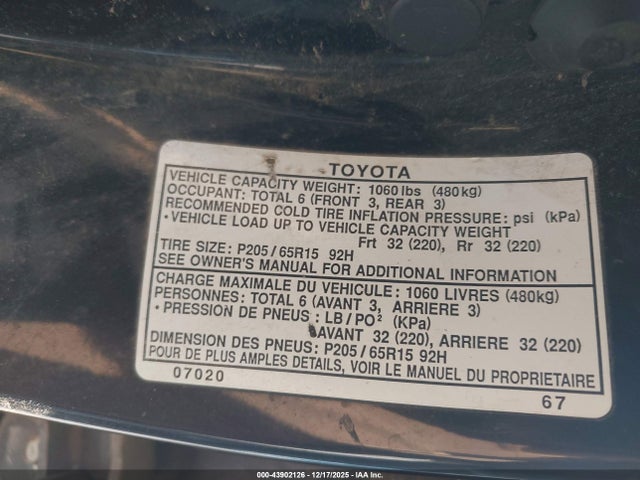 TOYOTA
VEHICLE CAPACITY WEIGHT: 1060 lbs (480kg)
OCCUPANT: TOTAL 6 (FRONT 3, REAR 3)
RECOMMENDED COLD TIRE INFLATION PRESSURE: psi (kPa)
• VEHICLE LOAD UP TO VEHICLE CAPACITY WEIGHT
Frt 32 (220), Rr 32 (220)
TIRE SIZE: P205/65R15 92H
SEE OWNER'S MANUAL FOR ADDITIONAL INFORMATION
CHARGE MAXIMALE DU VEHICULE: 1060 LIVRES (480kg)
PERSONNES: TOTAL 6 (AVANT 3, ARRIERE 3)
• PRESSION DE PNEUS: LB/PO² (KPa)
AVANT 32 (220), ARRIERE 32 (220)
DIMENSION DES PNEUS: P205/65R15 92H
POUR DE PLUS AMPLES DETAILS, VOIR LE MANUEL DU PROPRIETAIRE
07020 67
000-43902126 - 12/17/2025 - IAA Inc.